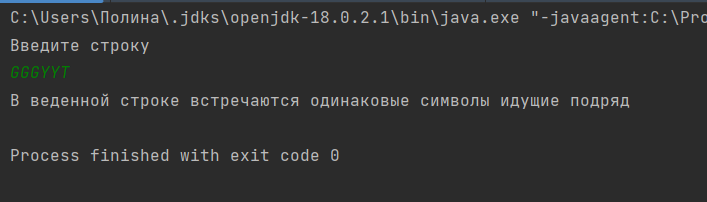 C:\Users\Полина\.jdks\openjdk-18.0.2.1\bin\java.exe "-javaagent:C:\Pro
Введите строку
GGGYYT
В веденной строке встречаются одинаковые символы идущие подряд
Process finished with exit code 0